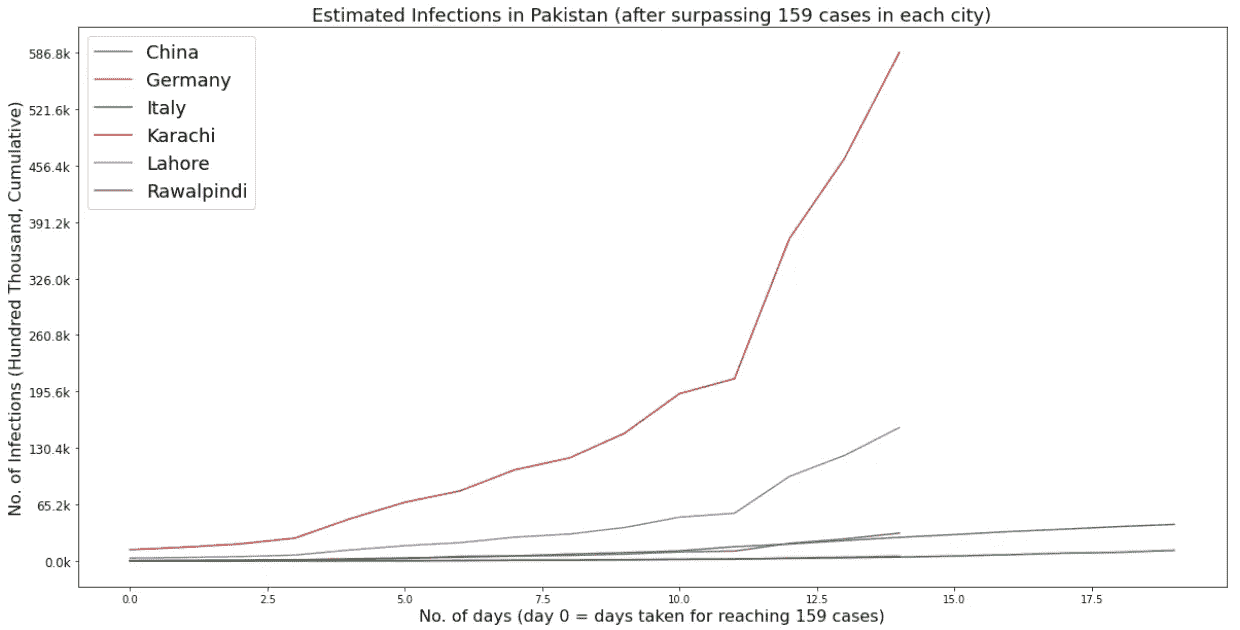 Estimated Infections in Pakistan (after surpassing 159 cases in each city)
No. of Infections (Hundred Thousand, Cumulative)
586.8k
521.6k
456.4k
391.2k
326.0k
260.8k
195.6k
130.4k
65.2k
0.0k
China
Germany
Italy
Karachi
Lahore
Rawalpindi
0.0 2.5 5.0 7.5 10.0 12.5 15.0 17.5
No. of days (day 0 = days taken for reaching 159 cases)